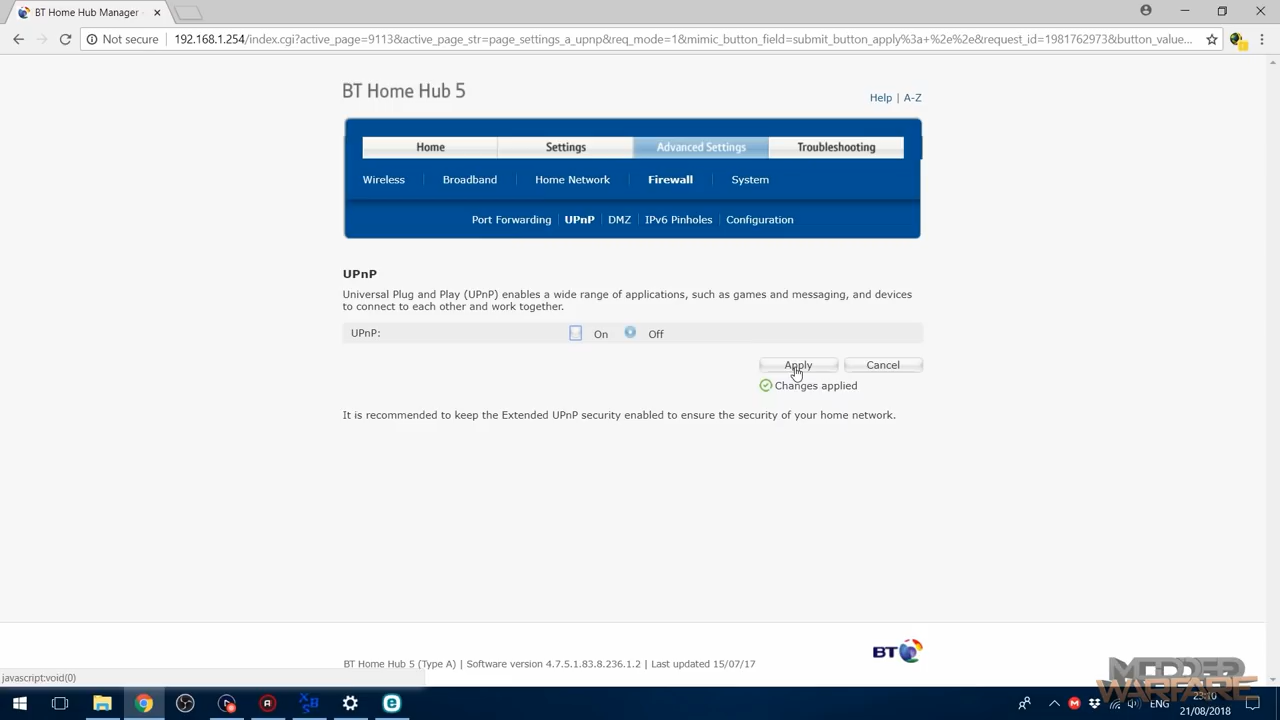 BT Home Hub Manager
Not secure
192.168.1.254/index.cgi?active_page=9113&active_page_str=page_settings_a_upnp&req_mode=1&mimic_button_field=submit_button_apply%3a+%2e%2e&request_id=1981762973&button_value...
BT Home Hub 5
Help | A-Z
Home Settings Advanced Settings Troubleshooting
Wireless Broadband Home Network Firewall System
Port Forwarding UPnP DMZ IPv6 Pinholes Configuration
UPnP
Universal Plug and Play (UPnP) enables a wide range of applications, such as games and messaging, and devices
to connect to each other and work together.
UPnP: On Off
Apply Cancel
Changes applied
It is recommended to keep the Extended UPnP security enabled to ensure the security of your home network.
BT
BT Home Hub 5 (Type A) | Software version 4.7.5.1.83.8.236.1.2 | Last updated 15/07/17
javascript:void(0)
MODDED
WARFARE
ENG
23:10
21/08/2018